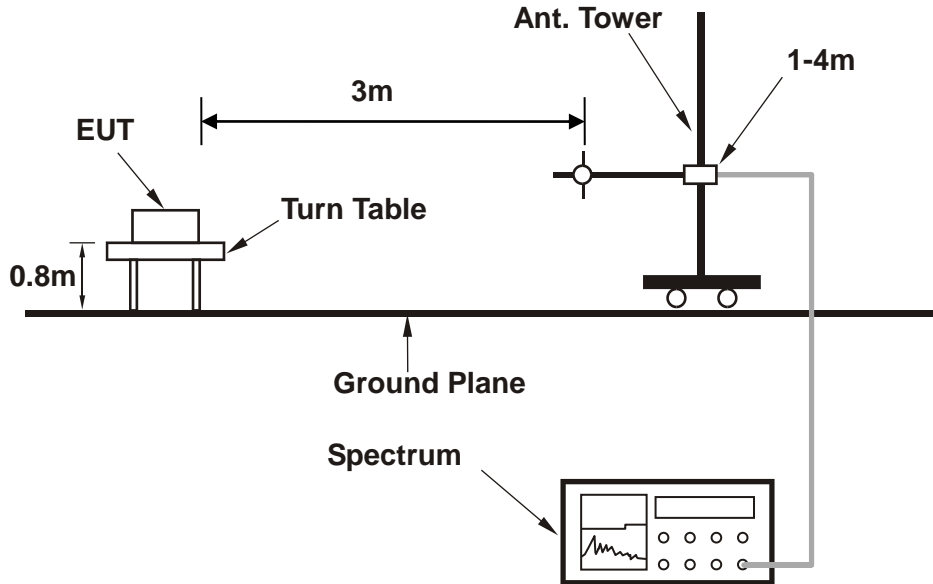 Ant. Tower
1-4m
3m
EUT
Turn Table
0.8m
Ground Plane
Spectrum